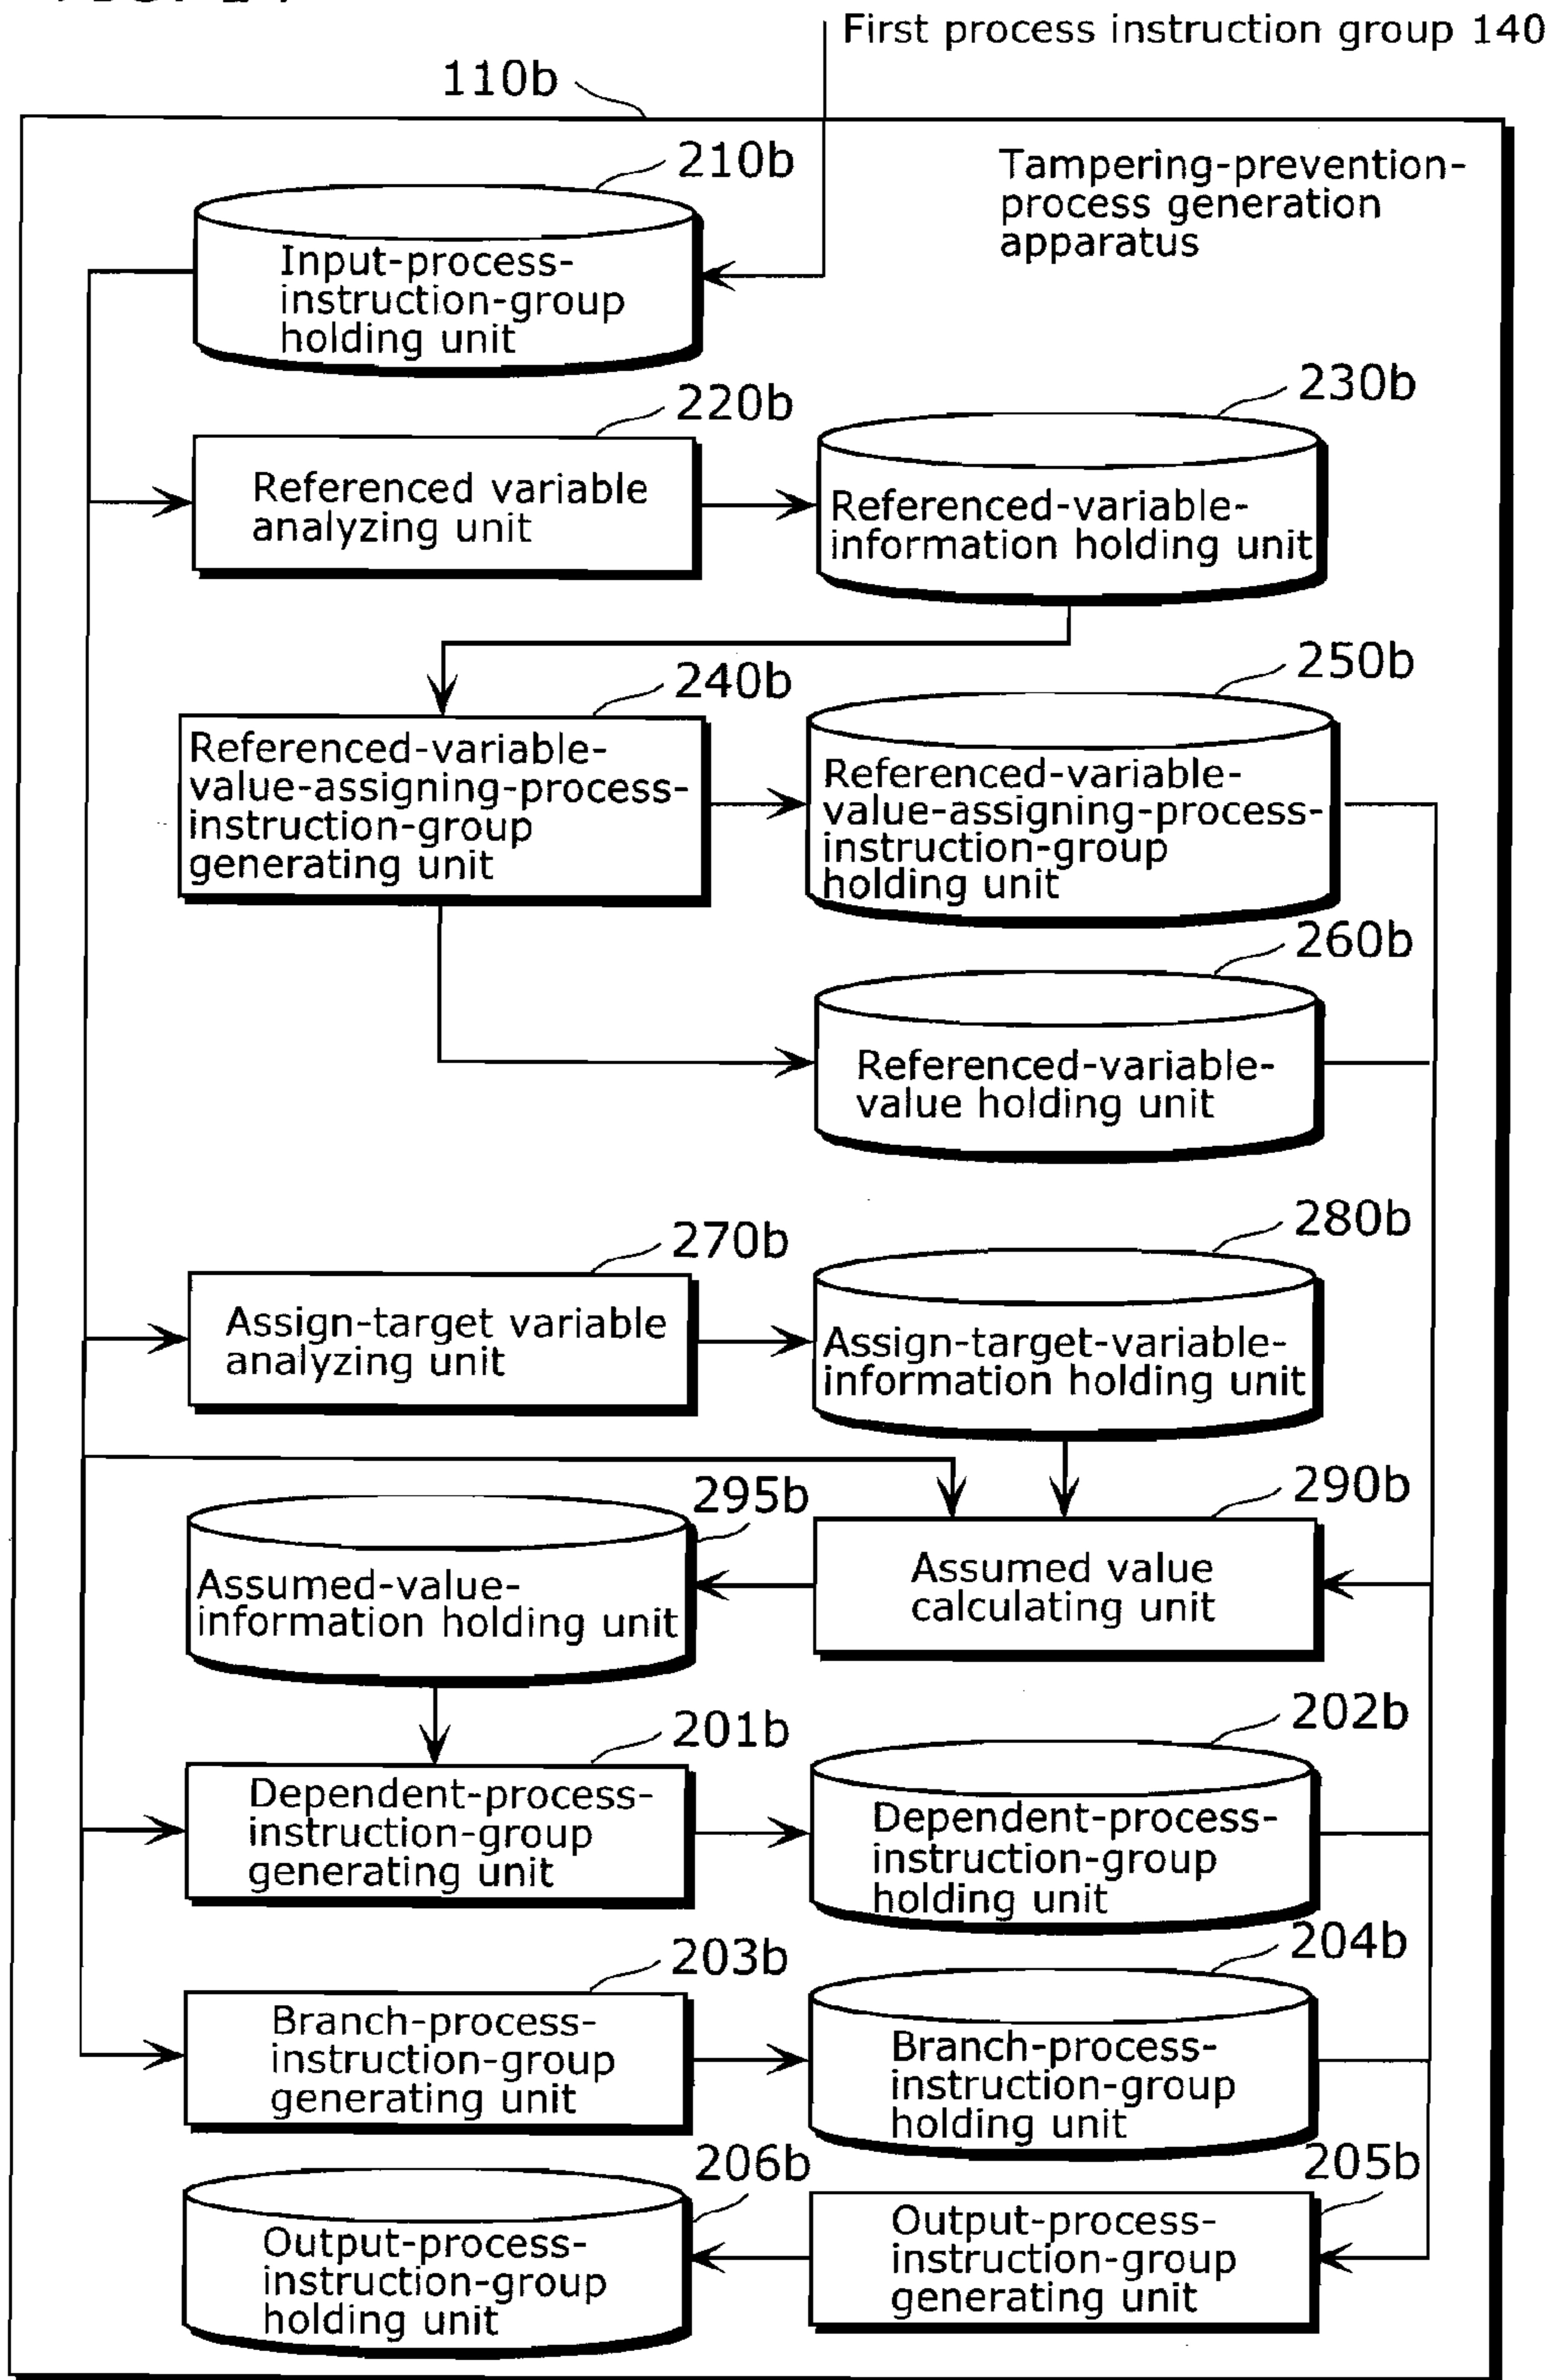 First process instruction group 140
110b
210b
Tampering-prevention-
process generation
apparatus
Input-process-
instruction-group
holding unit
220b
230b
Referenced variable
analyzing unit
Referenced-variable-
information holding unit
240b
250b
Referenced-variable-
value-assigning-process-
instruction-group
generating unit
Referenced-variable-
value-assigning-process-
instruction-group
holding unit
260b
Referenced-variable-
value holding unit
270b
280b
Assign-target variable
analyzing unit
Assign-target-variable-
information holding unit
295b
290b
Assumed-value-
information holding unit
Assumed value
calculating unit
201b
202b
Dependent-process-
instruction-group
generating unit
Dependent-process-
instruction-group
holding unit
203b
204b
Branch-process-
instruction-group
generating unit
Branch-process-
instruction-group
holding unit
206b
205b
Output-process-
instruction-group
holding unit
Output-process-
instruction-group
generating unit